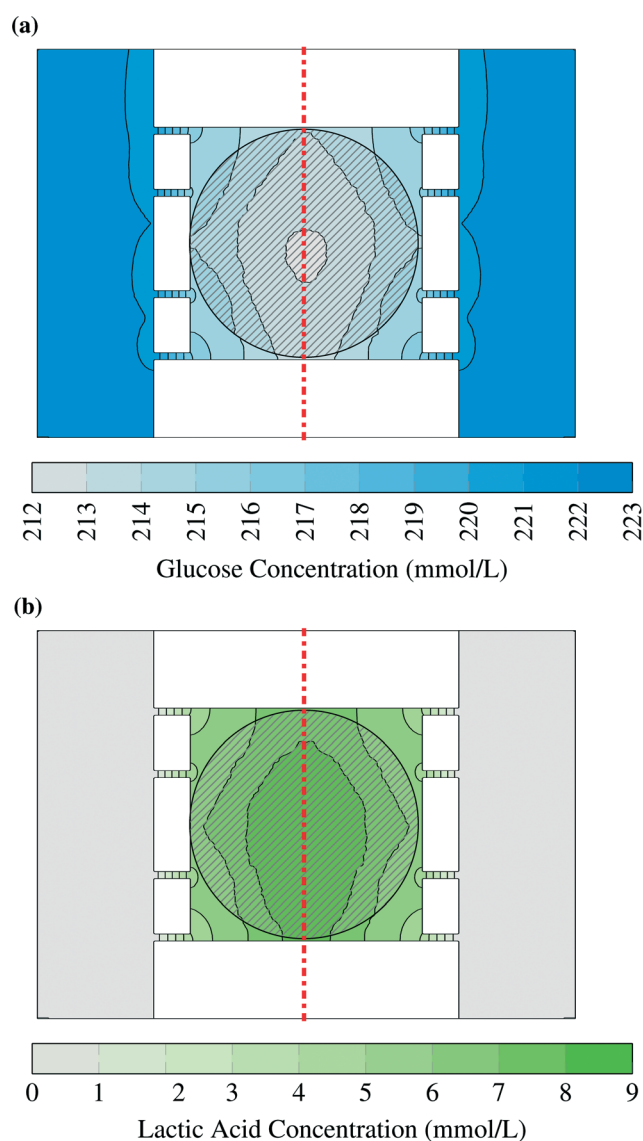 (a)
212 213 214 215 216 217 218 219 220 221 222 223
Glucose Concentration (mmol/L)
(b)
0 1 2 3 4 5 6 7 8 9
Lactic Acid Concentration (mmol/L)